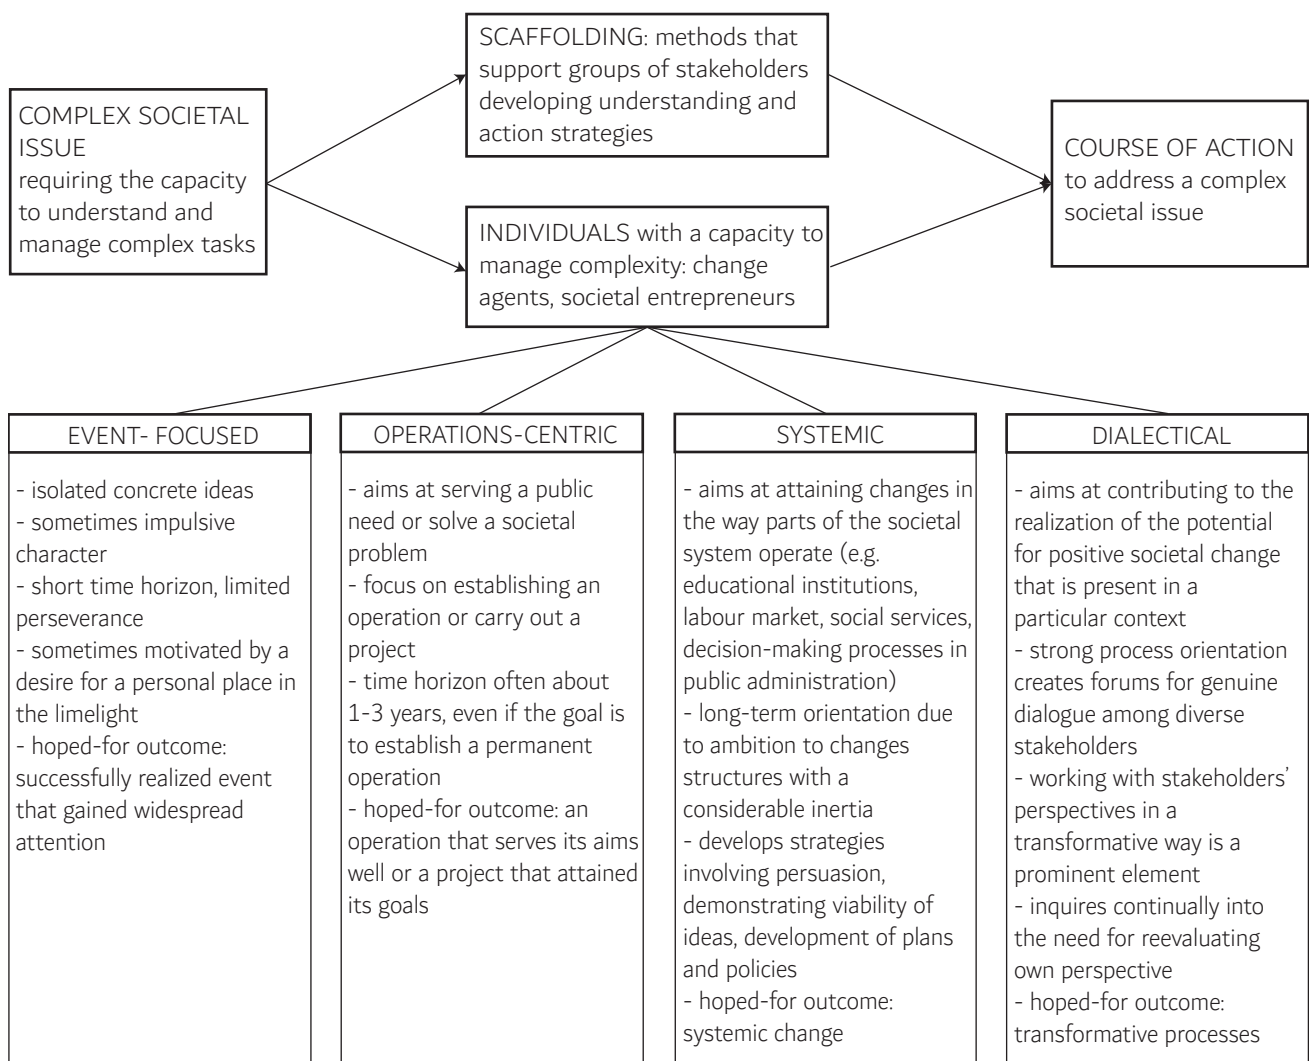 SCAFFOLDING: methods that
support groups of stakeholders
developing understanding and
action strategies
COMPLEX SOCIETAL
ISSUE
requiring the capacity
to understand and
manage complex tasks
COURSE OF ACTION
to address a complex
societal issue
INDIVIDUALS with a capacity to
manage complexity: change
agents, societal entrepreneurs
EVENT- FOCUSED
- isolated concrete ideas
- sometimes impulsive
character
- short time horizon, limited
perseverance
- sometimes motivated by a
desire for a personal place in
the limelight
- hoped-for outcome:
successfully realized event
that gained widespread
attention
OPERATIONS-CENTRIC
- aims at serving a public
need or solve a societal
problem
- focus on establishing an
operation or carry out a
project
- time horizon often about
1-3 years, even if the goal is
to establish a permanent
operation
- hoped-for outcome: an
operation that serves its aims
well or a project that attained
its goals
SYSTEMIC
- aims at attaining changes in
the way parts of the societal
system operate (e.g.
educational institutions,
labour market, social services,
decision-making processes in
public administration)
- long-term orientation due
to ambition to changes
structures with a
considerable inertia
- develops strategies
involving persuasion,
demonstrating viability of
ideas, development of plans
and policies
- hoped-for outcome:
systemic change
DIALECTICAL
- aims at contributing to the
realization of the potential
for positive societal change
that is present in a
particular context
- strong process orientation
creates forums for genuine
dialogue among diverse
stakeholders
- working with stakeholders’
perspectives in a
transformative way is a
prominent element
- inquires continually into
the need for reevaluating
own perspective
- hoped-for outcome:
transformative processes